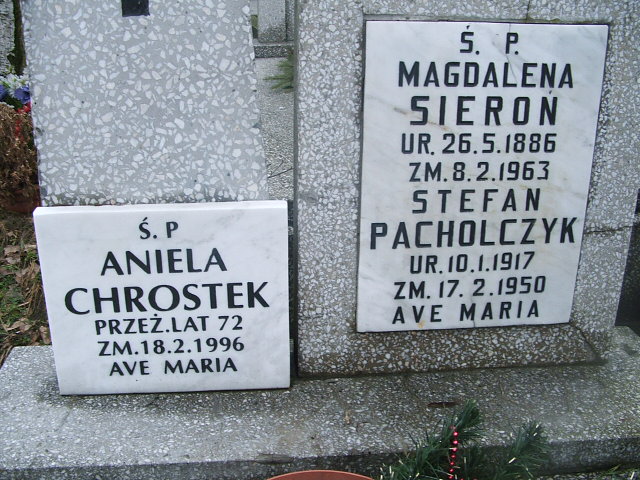 Ś. P
ANIELA
CHROSTEK
PRZEŻ. LAT 72
ZM. 18.2.1996
AVE MARIA
Ś. P.
MAGDALENA
SIERON
UR. 26.5.1886
ZM. 8.2.1963
STEFAN
PACHOLCZYK
UR. 10.1.1917
ZM. 17.2.1950
AVE MARIA